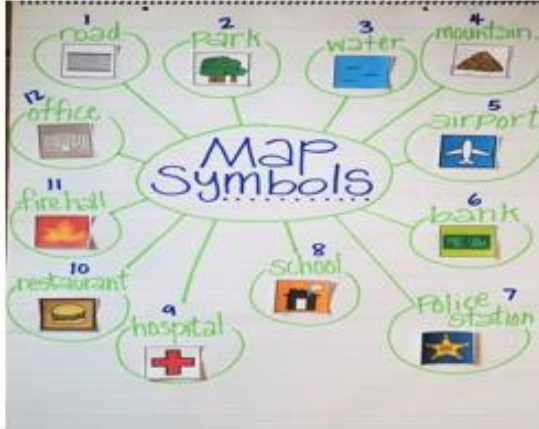 1
road
2
Park
3
water
4
mountain
12
office
Map
Symbols
5
airport
11
firehall
6
bank
10
restaurant
8
School
7
Police
Station
9
hospital